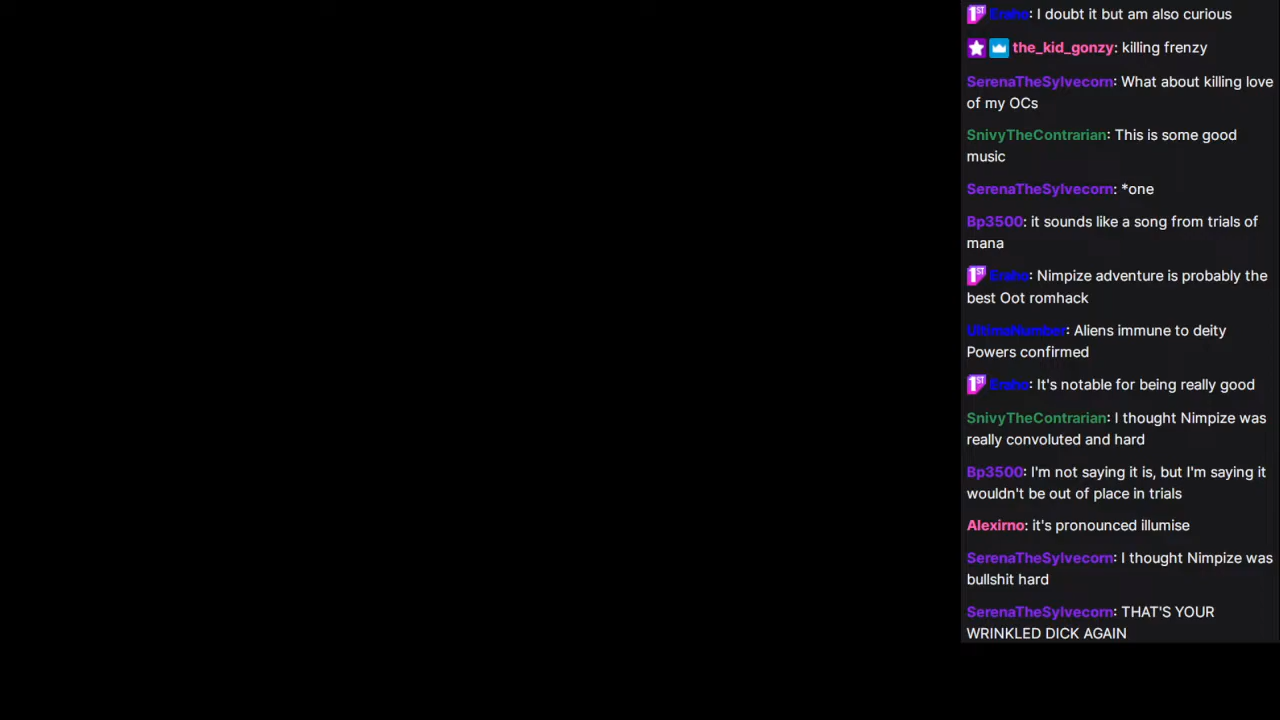 Eraho: I doubt it but am also curious
the_kid_gonzy: killing frenzy
SerenaTheSylvecorn: What about killing love
of my OCs
SnivyTheContrarian: This is some good
music
SerenaTheSylvecorn: *one
Bp3500: it sounds like a song from trials of
mana
Eraho: Nimpize adventure is probably the
best Oot romhack
UltimaNumber: Aliens immune to deity
Powers confirmed
Eraho: It's notable for being really good
SnivyTheContrarian: I thought Nimpize was
really convoluted and hard
Bp3500: I'm not saying it is, but I'm saying it
wouldn't be out of place in trials
Alexirno: it's pronounced illumise
SerenaTheSylvecorn: I thought Nimpize was
bullshit hard
SerenaTheSylvecorn: THAT'S YOUR
WRINKLED DICK AGAIN